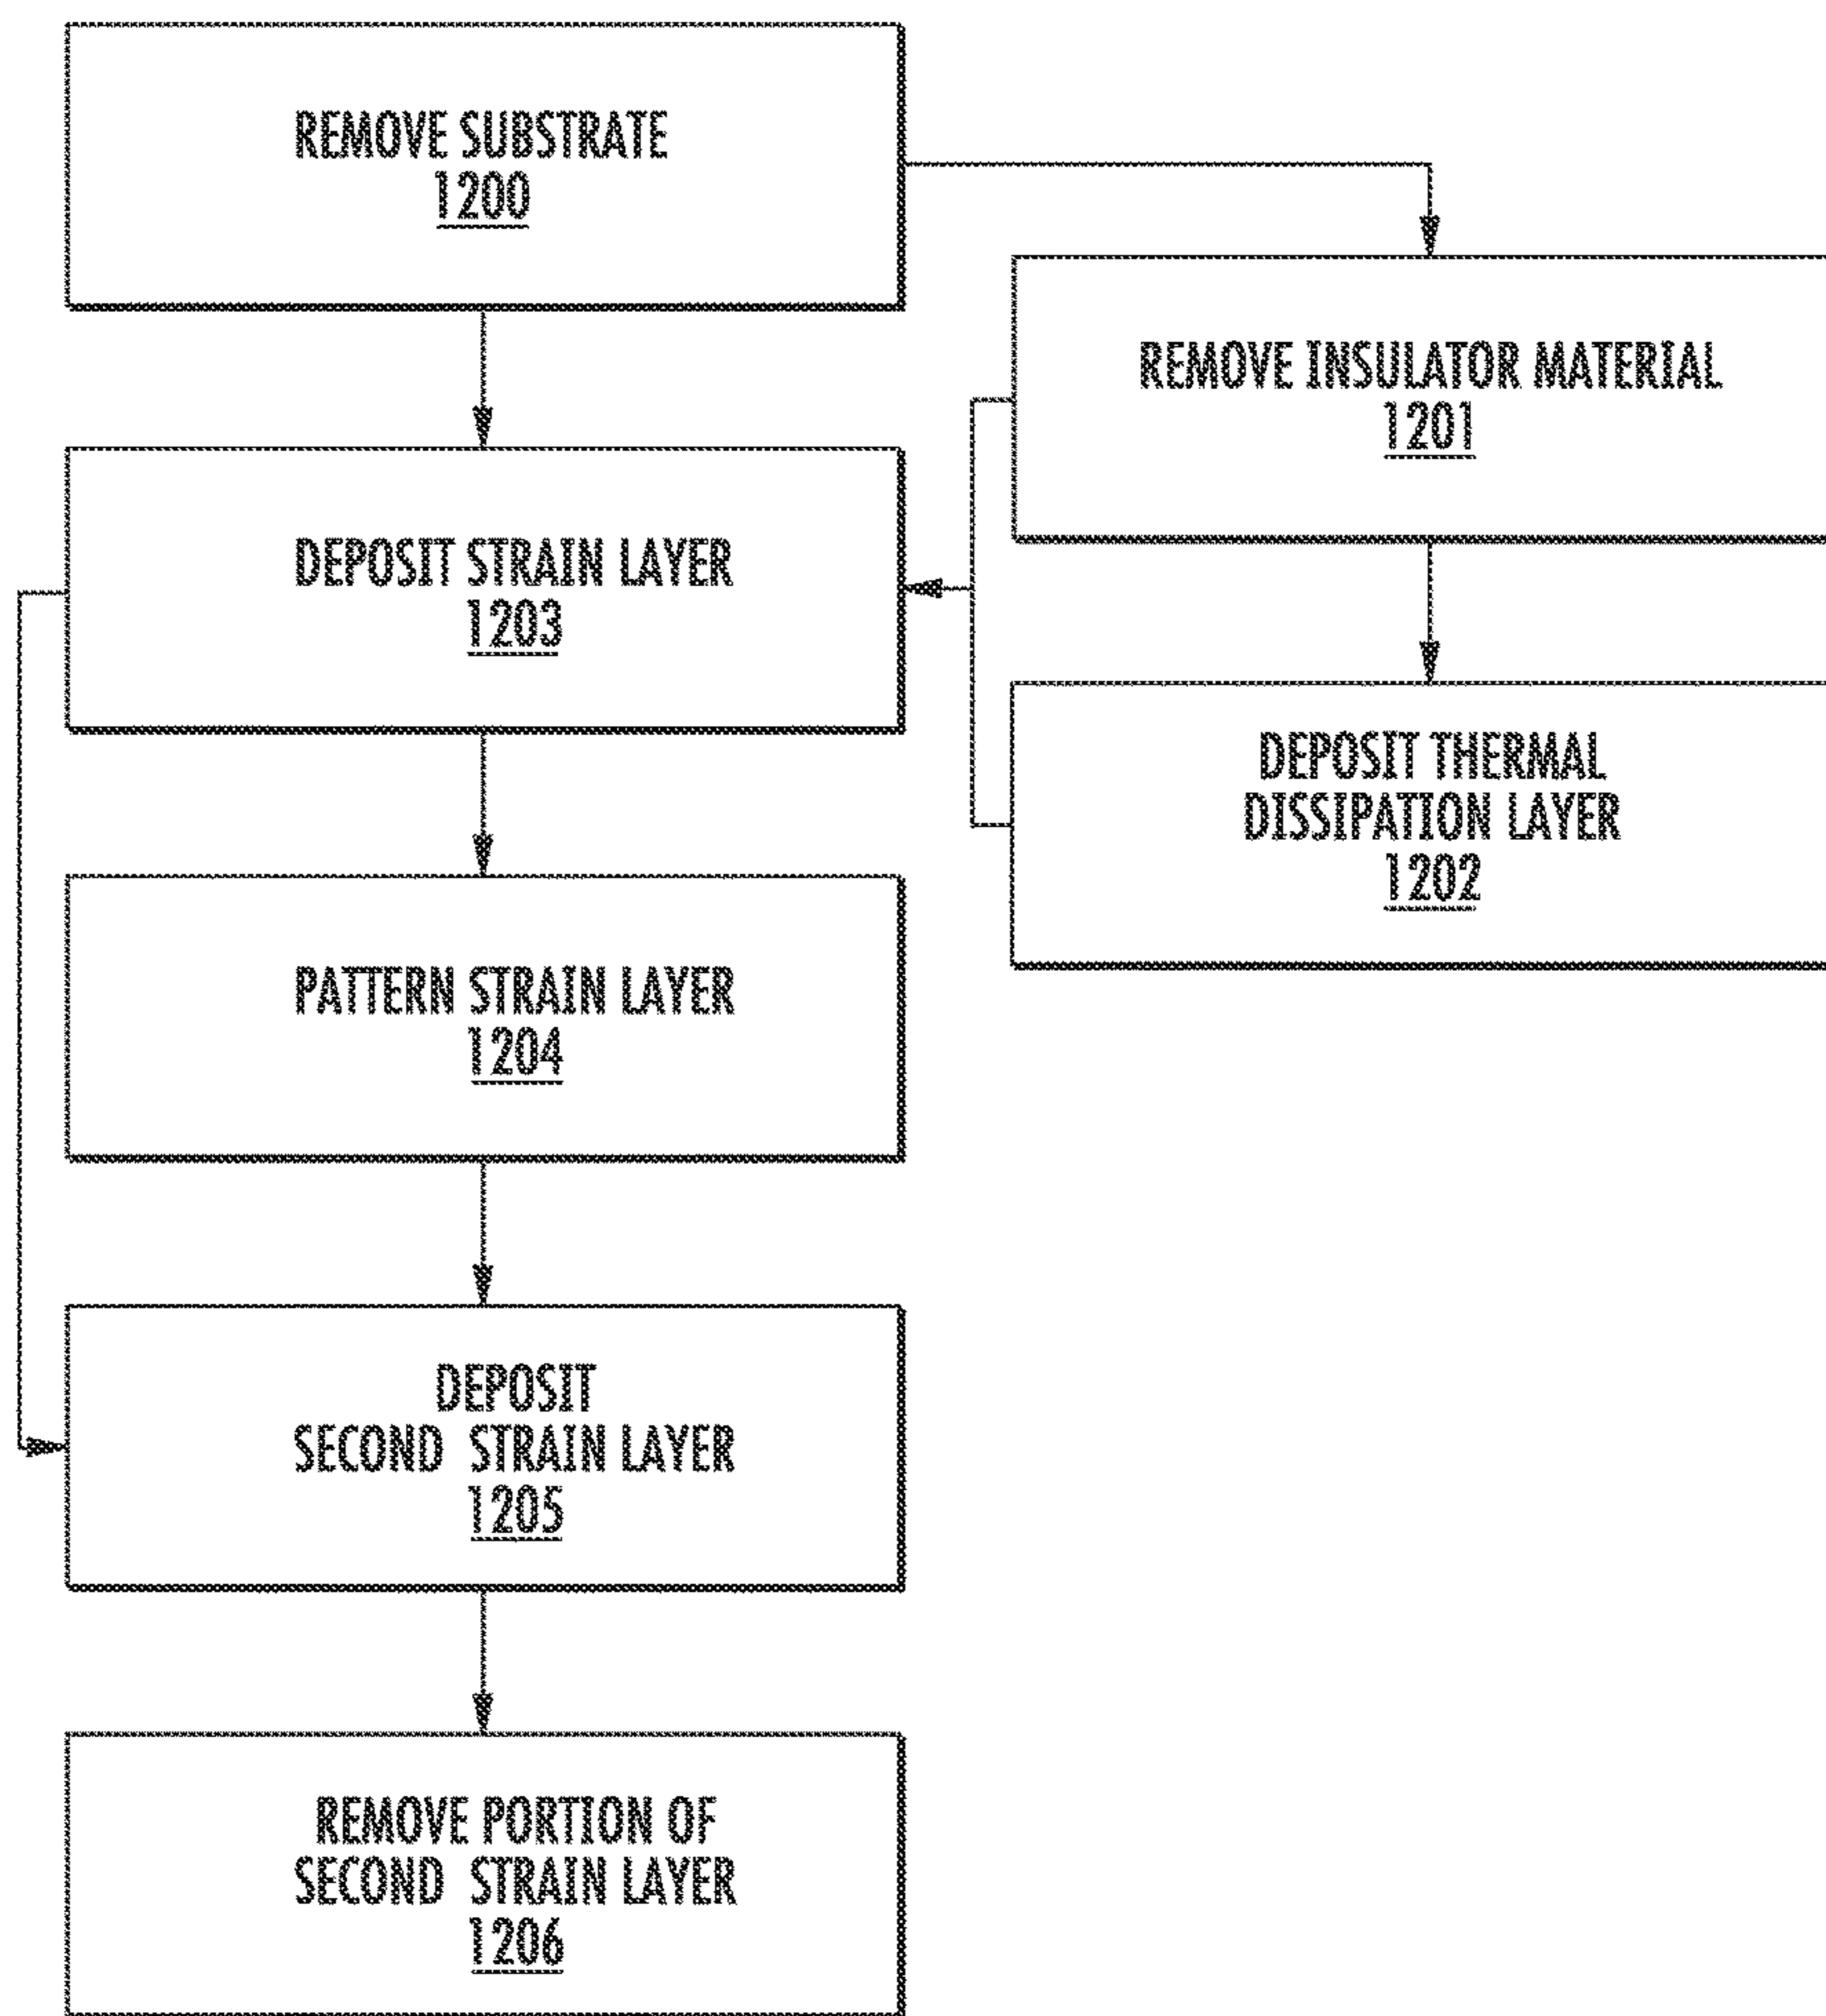 REMOVE SUBSTRATE
1200
REMOVE INSULATOR MATERIAL
1201
DEPOSIT STRAIN LAYER
1203
DEPOSIT THERMAL
DISSIPATION LAYER
1202
PATTERN STRAIN LAYER
1204
DEPOSIT
SECOND STRAIN LAYER
1205
REMOVE PORTION OF
SECOND STRAIN LAYER
1206